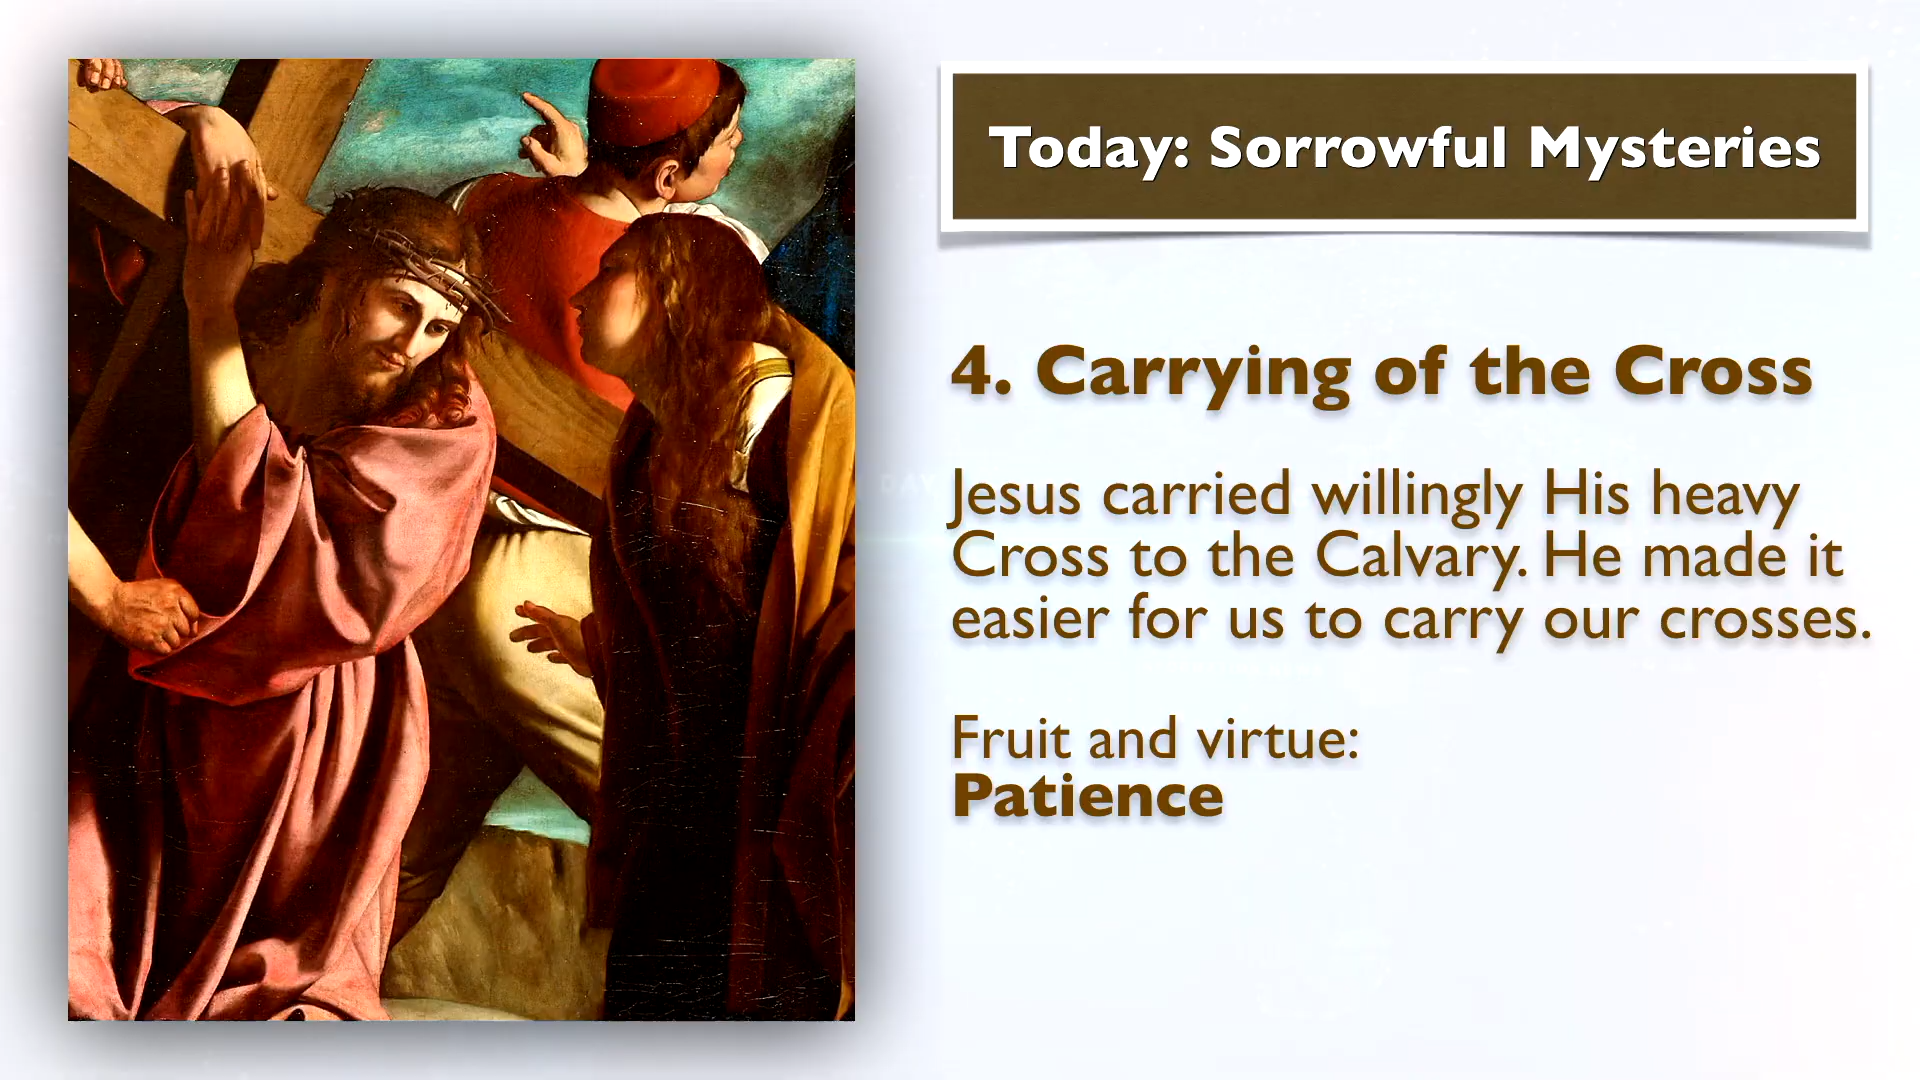 Today: Sorrowful Mysteries
4. Carrying of the Cross
Jesus carried willingly His heavy
Cross to the Calvary. He made it
easier for us to carry our crosses.
Fruit and virtue:
Patience